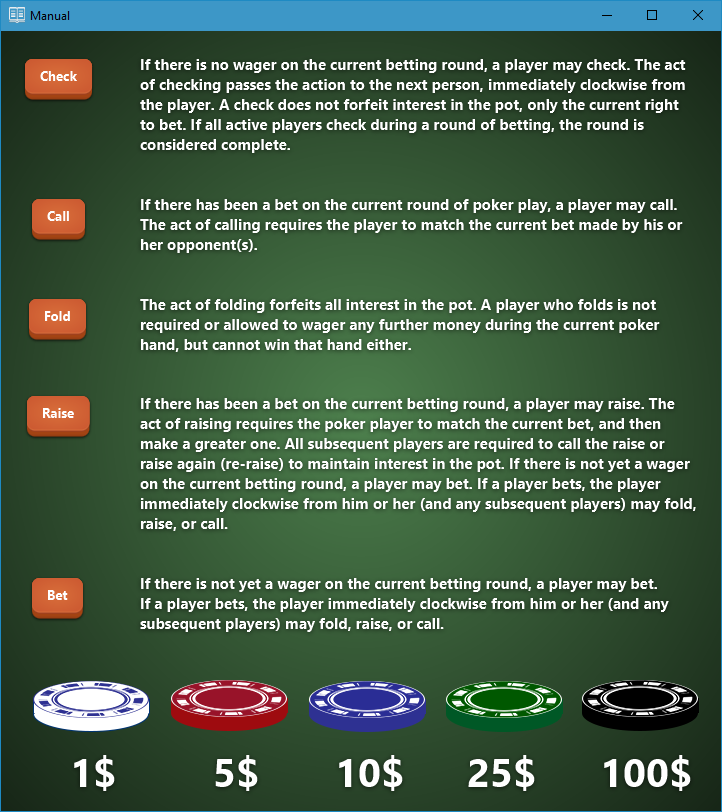 Manual
Check
If there is no wager on the current betting round, a player may check. The act
of checking passes the action to the next person, immediately clockwise from
the player. A check does not forfeit interest in the pot, only the current right
to bet. If all active players check during a round of betting, the round is
considered complete.
Call
If there has been a bet on the current round of poker play, a player may call.
The act of calling requires the player to match the current bet made by his or
her opponent(s).
Fold
The act of folding forfeits all interest in the pot. A player who folds is not
required or allowed to wager any further money during the current poker
hand, but cannot win that hand either.
Raise
If there has been a bet on the current betting round, a player may raise. The
act of raising requires the poker player to match the current bet, and then
make a greater one. All subsequent players are required to call the raise or
raise again (re-raise) to maintain interest in the pot. If there is not yet a wager
on the current betting round, a player may bet. If a player bets, the player
immediately clockwise from him or her (and any subsequent players) may fold,
raise, or call.
Bet
If there is not yet a wager on the current betting round, a player may bet.
If a player bets, the player immediately clockwise from him or her (and any
subsequent players) may fold, raise, or call.
1$ 5$ 10$ 25$ 100$